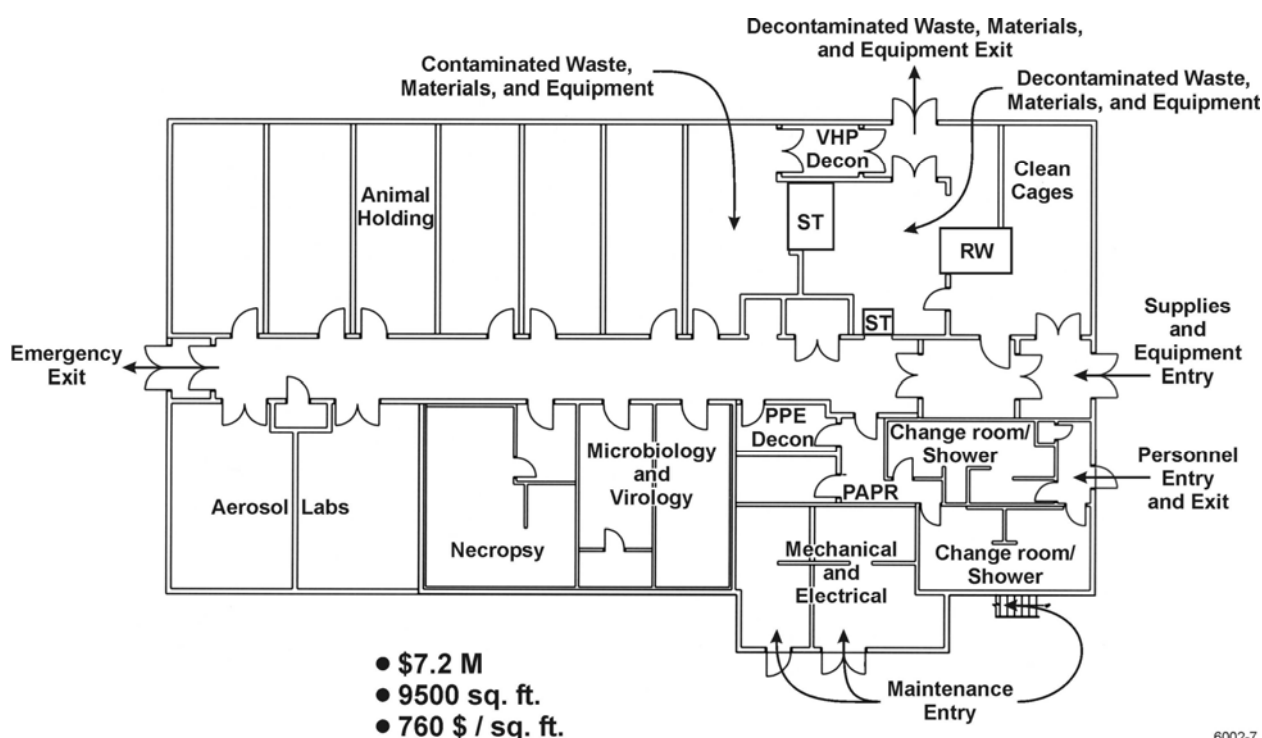 Decontaminated Waste, Materials,
and Equipment Exit
Contaminated Waste,
Materials, and Equipment
Decontaminated Waste,
Materials, and Equipment
VHP
Decon
Clean
Cages
Animal
Holding
ST
RW
ST
Supplies
and
Equipment
Entry
Emergency
Exit
PPE
Decon
Change room/
Shower
Microbiology
and
Virology
Personnel
Entry
and Exit
PAPR
Aerosol Labs
Necropsy
Mechanical
and
Electrical
Change room/
Shower
Maintenance
Entry
● $7.2 M
● 9500 sq. ft.
● 760 $ / sq. ft.
6002-7